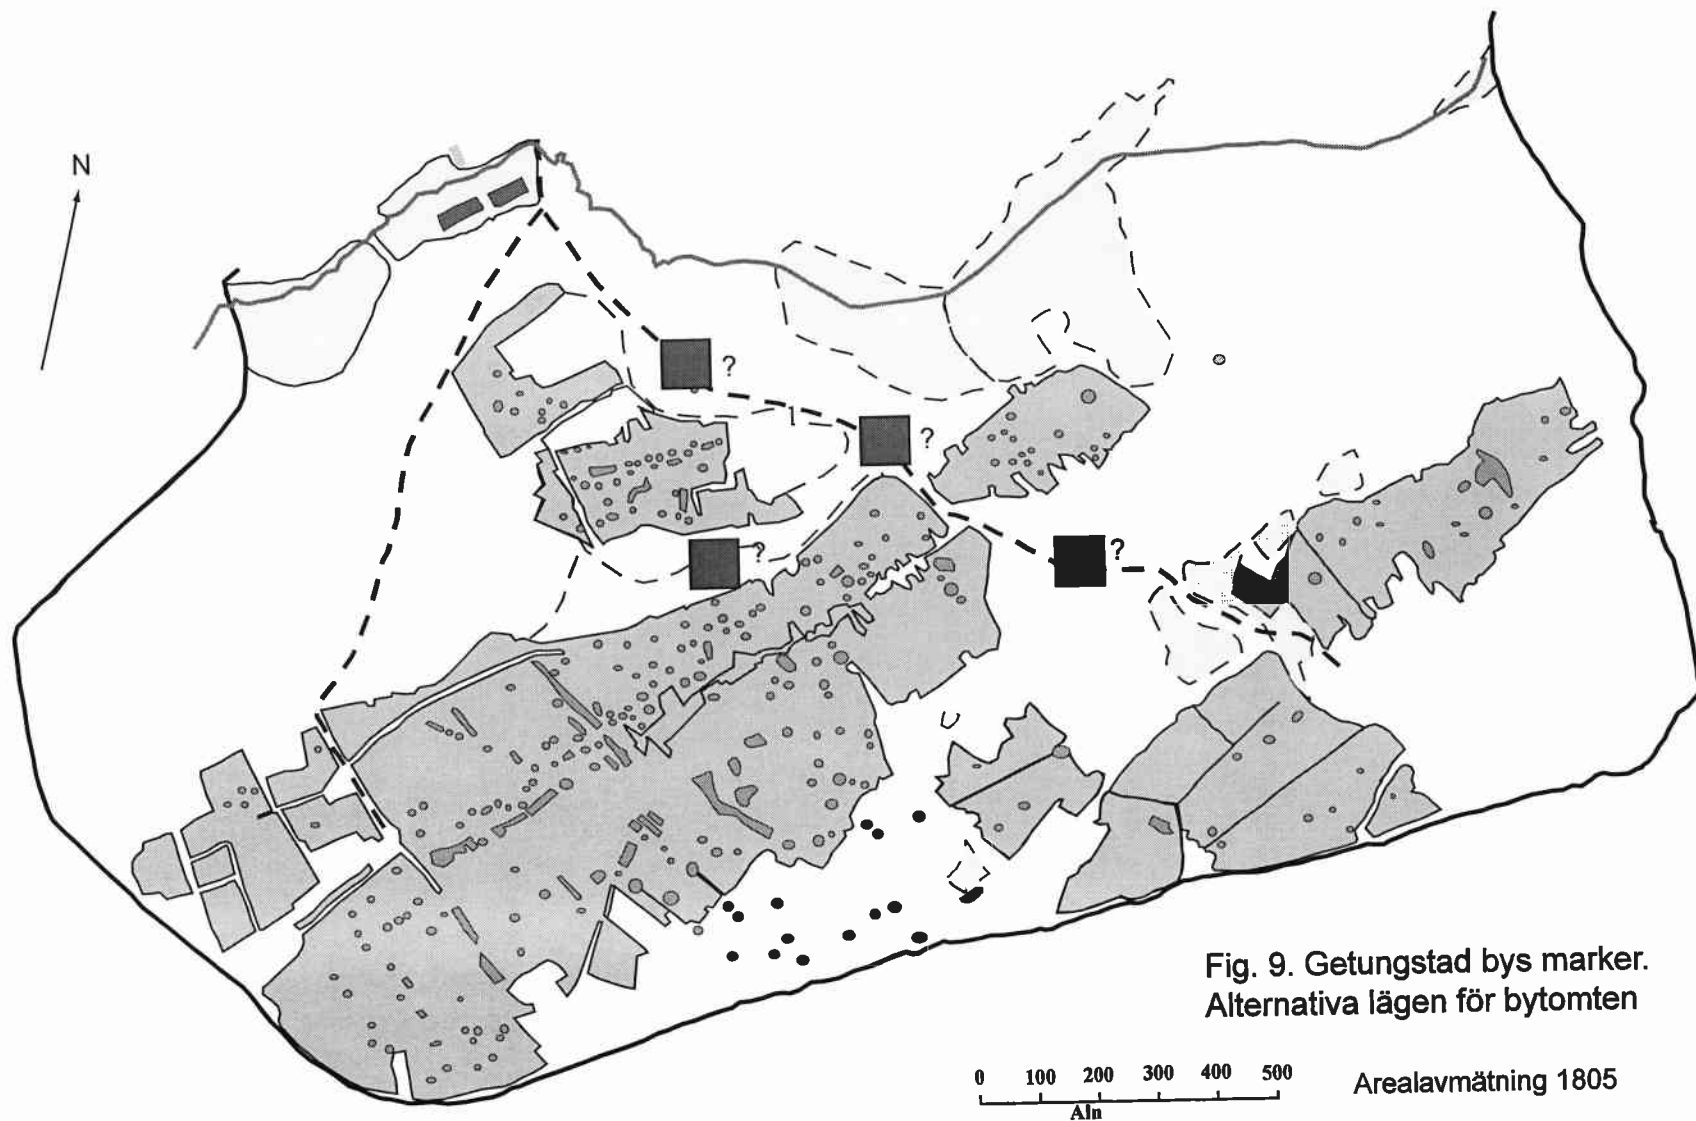 N
?
?
?
?
Fig. 9. Getungstad bys marker.
Alternativa lägen för bytomten
0 100 200 300 400 500
Aln
Arealavmätning 1805